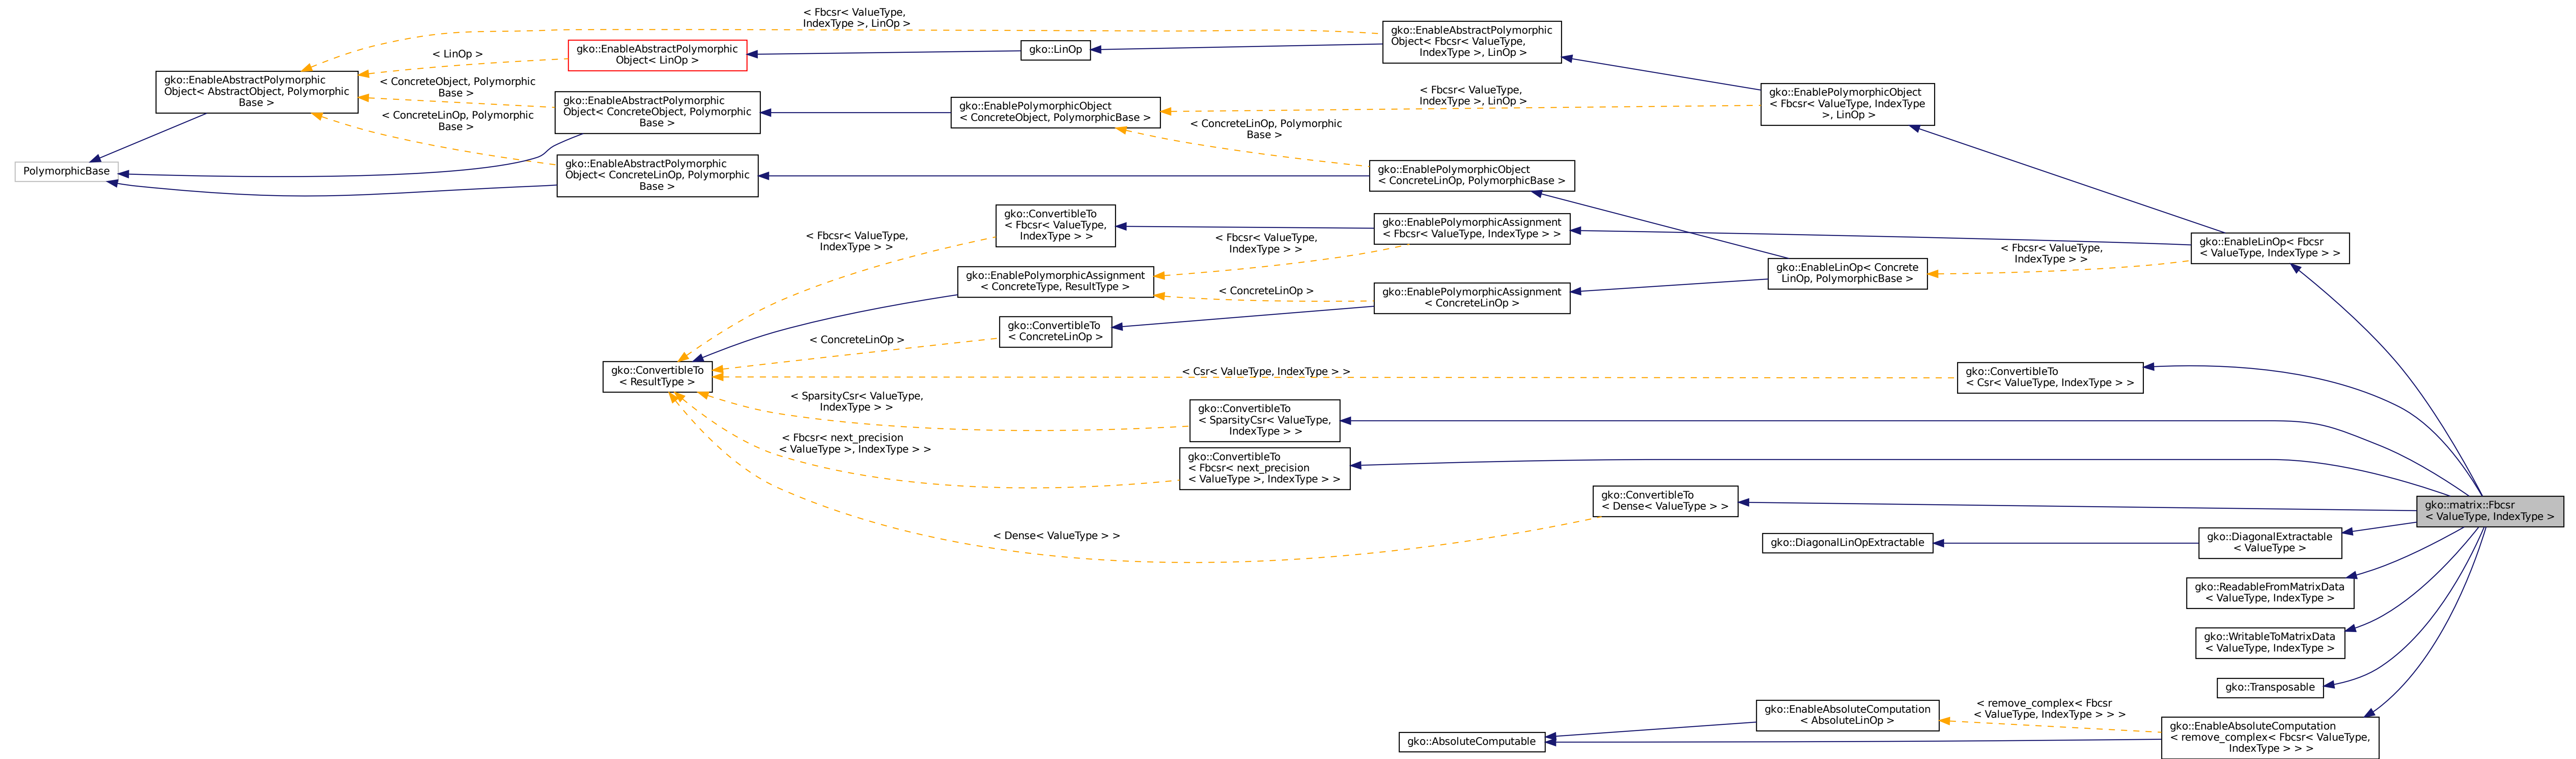 < Fbcsr< ValueType,
IndexType >, LinOp >
gko::EnableAbstractPolymorphic
Object< Fbcsr< ValueType,
IndexType >, LinOp >
gko::EnableAbstractPolymorphic
Object< LinOp >
gko::LinOp
< LinOp >
gko::EnableAbstractPolymorphic
Object< AbstractObject, Polymorphic
Base >
< ConcreteObject, Polymorphic
Base >
gko::EnableAbstractPolymorphic
Object< ConcreteObject, Polymorphic
Base >
gko::EnablePolymorphicObject
< ConcreteObject, PolymorphicBase >
< Fbcsr< ValueType,
IndexType >, LinOp >
gko::EnablePolymorphicObject
< Fbcsr< ValueType, IndexType
>, LinOp >
< ConcreteLinOp, Polymorphic
Base >
< ConcreteLinOp, Polymorphic
Base >
PolymorphicBase
gko::EnableAbstractPolymorphic
Object< ConcreteLinOp, Polymorphic
Base >
gko::EnablePolymorphicObject
< ConcreteLinOp, PolymorphicBase >
gko::ConvertibleTo
< Fbcsr< ValueType,
IndexType > >
gko::EnablePolymorphicAssignment
< Fbcsr< ValueType, IndexType > >
< Fbcsr< ValueType,
IndexType > >
< Fbcsr< ValueType,
IndexType > >
< Fbcsr< ValueType,
IndexType > >
gko::EnableLinOp< Fbcsr
< ValueType, IndexType > >
gko::EnablePolymorphicAssignment
< ConcreteType, ResultType >
gko::EnableLinOp< Concrete
LinOp, PolymorphicBase >
< ConcreteLinOp >
gko::EnablePolymorphicAssignment
< ConcreteLinOp >
gko::ConvertibleTo
< ConcreteLinOp >
< ConcreteLinOp >
gko::ConvertibleTo
< ResultType >
< Csr< ValueType, IndexType > >
gko::ConvertibleTo
< Csr< ValueType, IndexType > >
< SparsityCsr< ValueType,
IndexType > >
gko::ConvertibleTo
< SparsityCsr< ValueType,
IndexType > >
< Fbcsr< next_precision
< ValueType >, IndexType > >
gko::ConvertibleTo
< Fbcsr< next_precision
< ValueType >, IndexType > >
gko::ConvertibleTo
< Dense< ValueType > >
gko::matrix::Fbcsr
< ValueType, IndexType >
< Dense< ValueType > >
gko::DiagonalLinOpExtractable
gko::DiagonalExtractable
< ValueType >
gko::ReadableFromMatrixData
< ValueType, IndexType >
gko::WritableToMatrixData
< ValueType, IndexType >
gko::Transposable
gko::EnableAbsoluteComputation
< AbsoluteLinOp >
< remove_complex< Fbcsr
< ValueType, IndexType > > >
gko::AbsoluteComputable
gko::EnableAbsoluteComputation
< remove_complex< Fbcsr< ValueType,
IndexType > > >